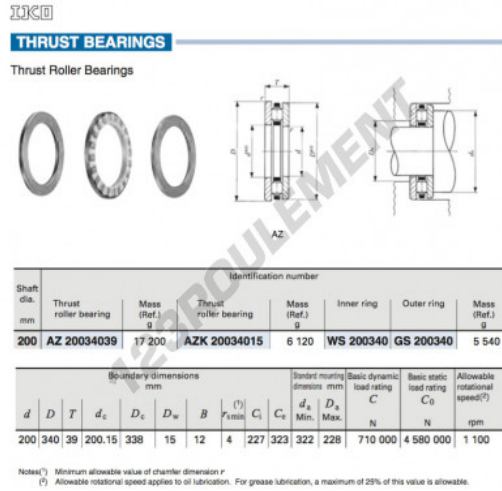 IKO
THRUST BEARINGS
Thrust Roller Bearings
T
r
D
d
AZ
123ROULEMENT
Shaft dia. mm
Identification number
Thrust roller bearing
Mass (Ref.) g
Thrust roller bearing
Mass (Ref.) g
Inner ring
Outer ring
Mass (Ref.) g
200 AZ 20034039 17 200 AZK 20034015 6 120 WS 200340 GS 200340 5 540
Boundary dimensions mm
Standard mounting dimensions mm
Basic dynamic load rating C N
Basic static load rating C0 N
Allowable rotational speed(2) rpm
d D T dc Dc Dw B rs min(1) Ci Ce da Min. Da Max.
200 340 39 200.15 338 15 12 4 227 323 322 228 710 000 4 580 000 1 100
Notes(1) Minimum allowable value of chamfer dimension r
(2) Allowable rotational speed applies to oil lubrication. For grease lubrication, a maximum of 25% of this value is allowable.